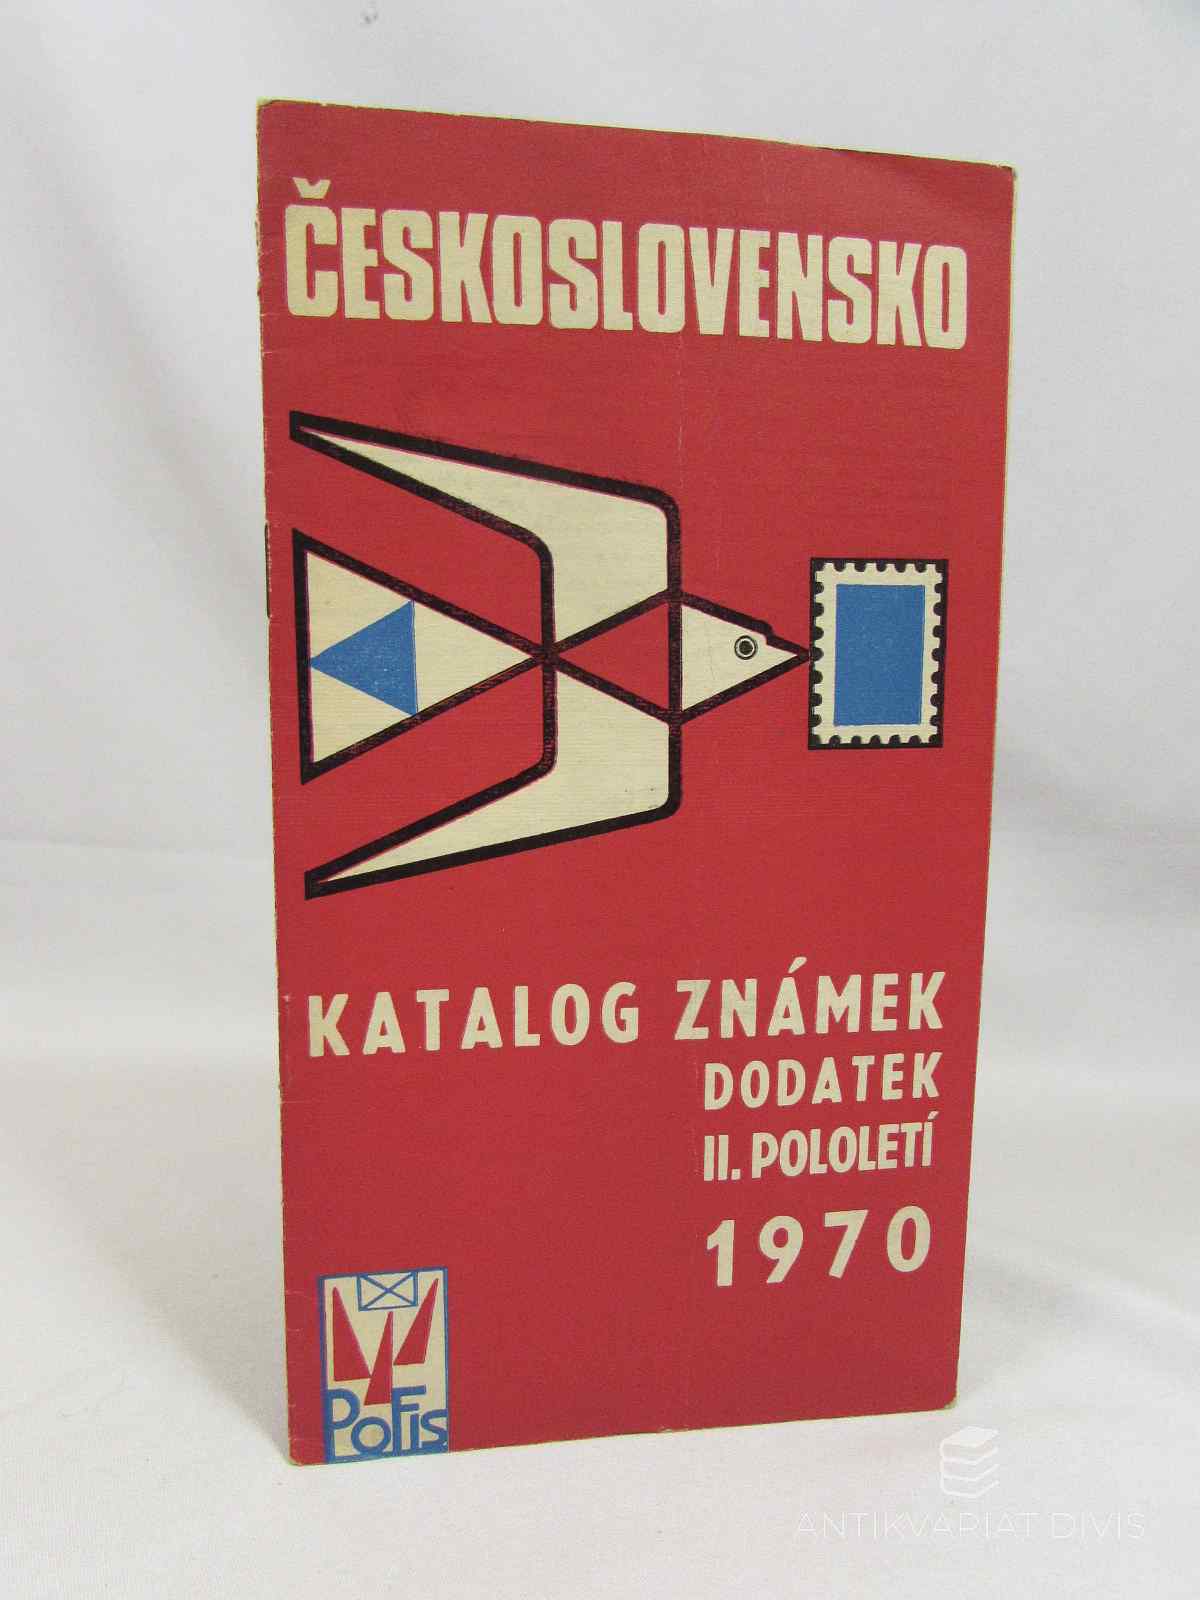 ČESKOSLOVENSKO
KATALOG ZNÁMEK
DODATEK
II. POLOLETÍ
1970
POFIS
ANTIKVARIAT DIVIS